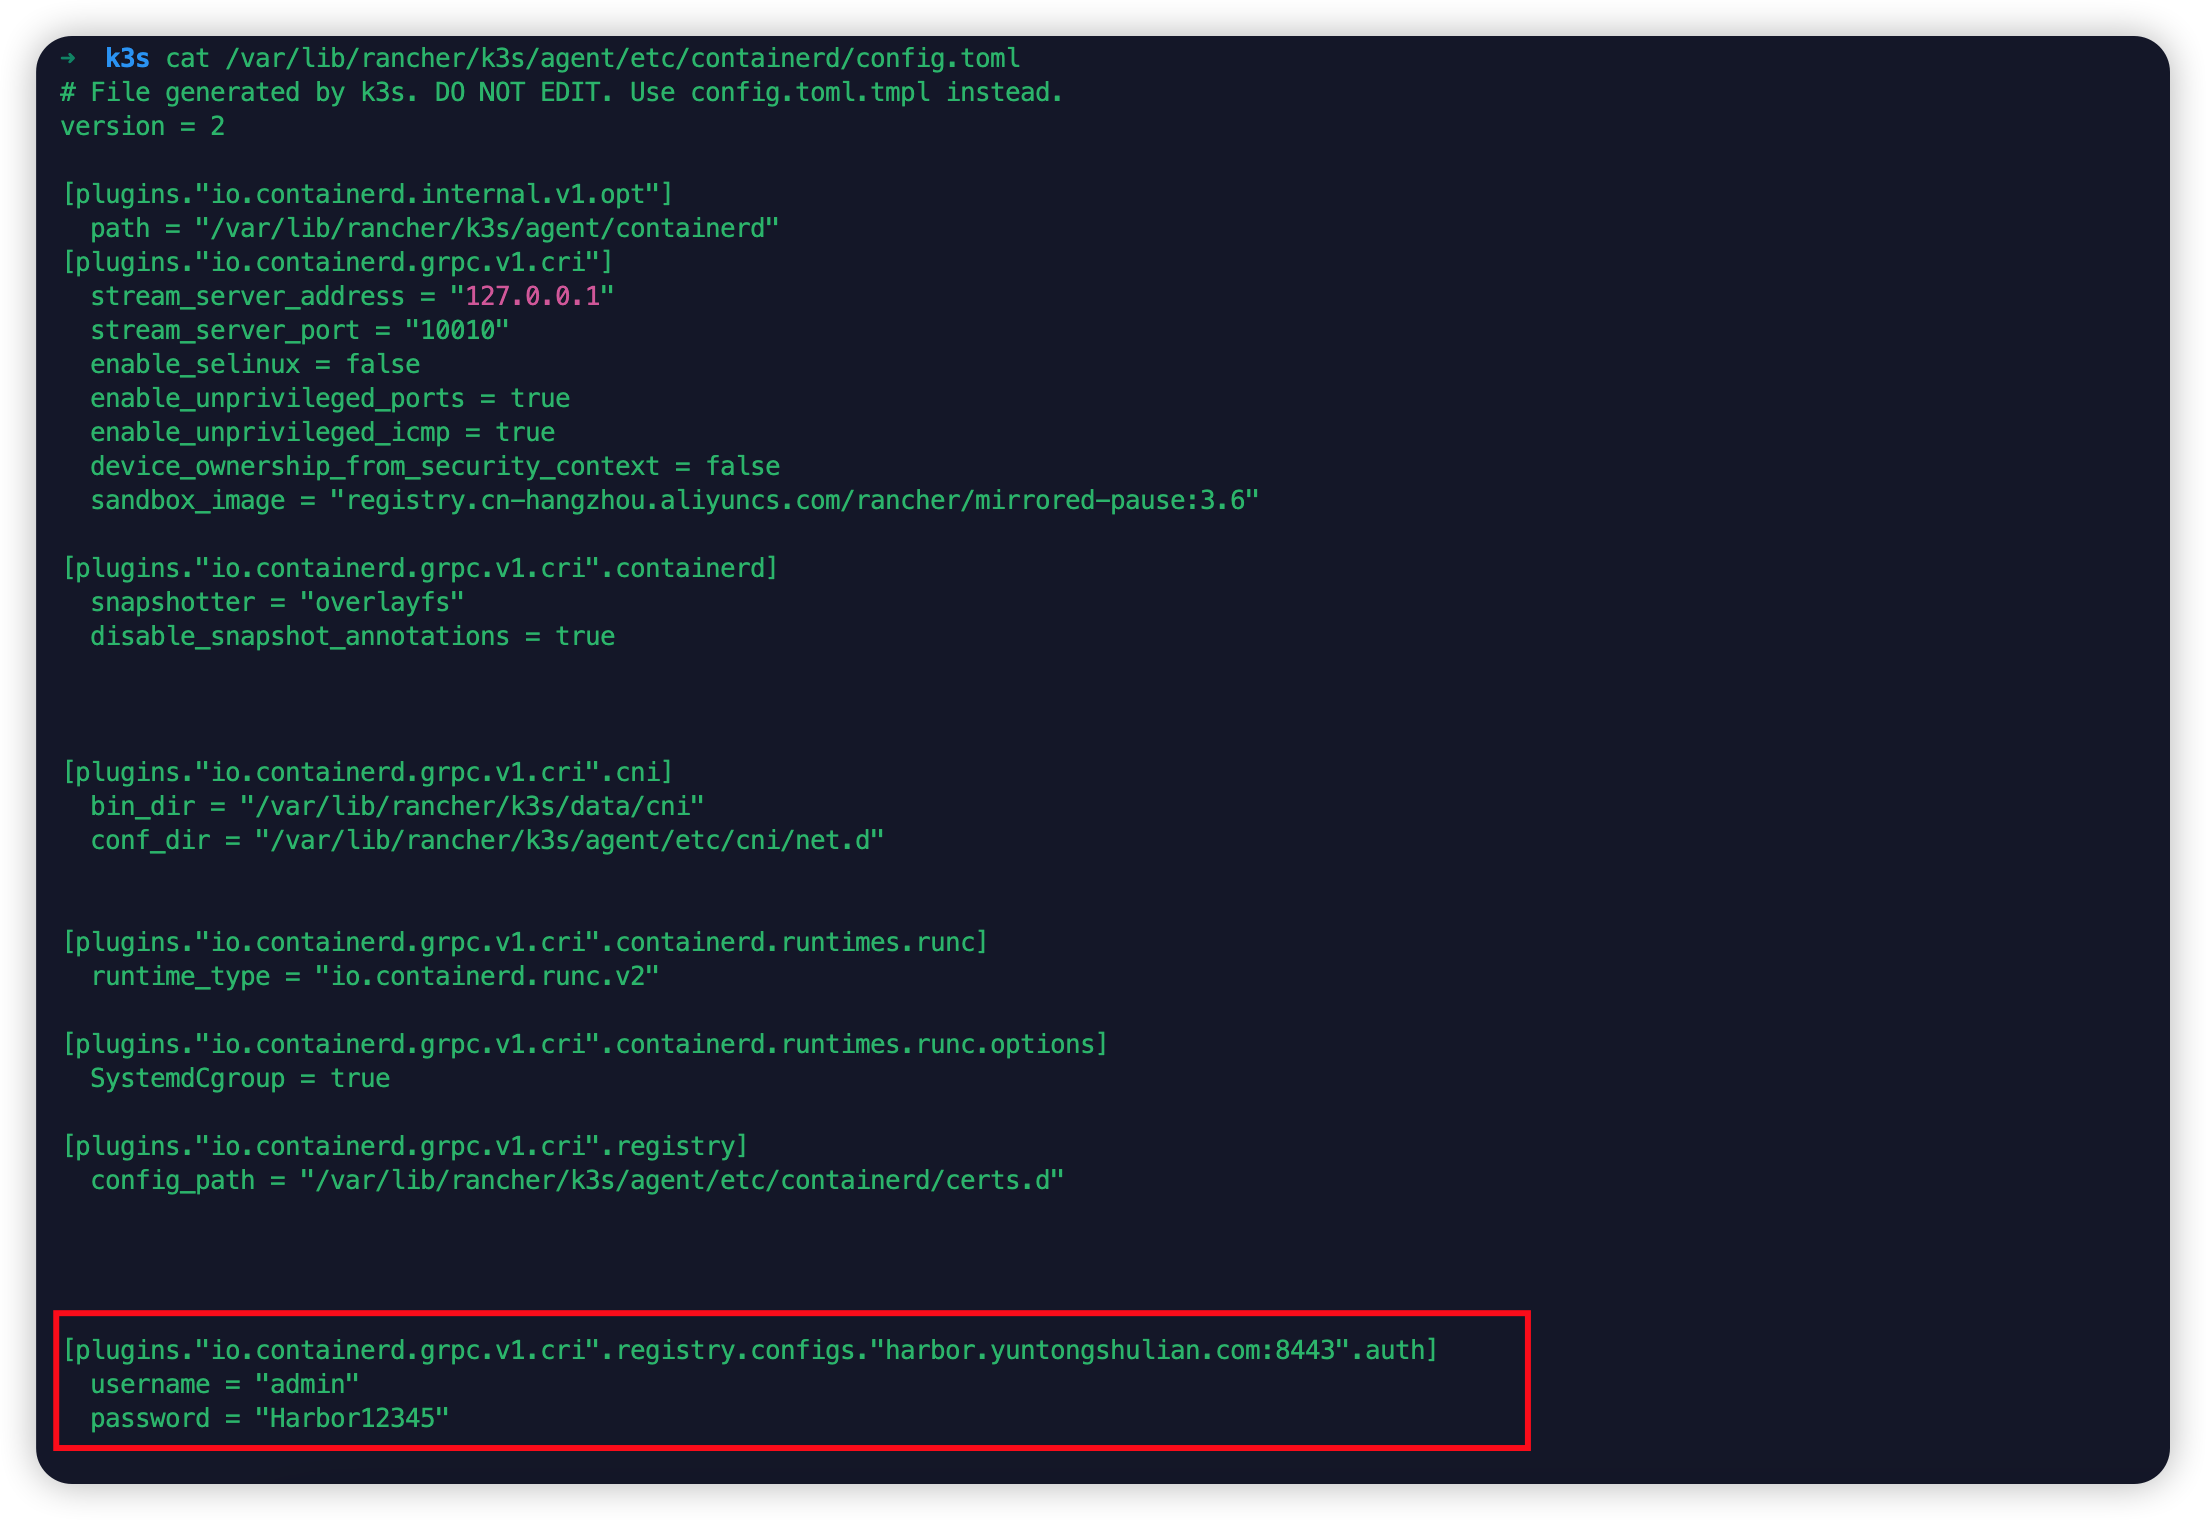 ➜  k3s cat /var/lib/rancher/k3s/agent/etc/containerd/config.toml
# File generated by k3s. DO NOT EDIT. Use config.toml.tmpl instead.
version = 2
[plugins."io.containerd.internal.v1.opt"]
  path = "/var/lib/rancher/k3s/agent/containerd"
[plugins."io.containerd.grpc.v1.cri"]
  stream_server_address = "127.0.0.1"
  stream_server_port = "10010"
  enable_selinux = false
  enable_unprivileged_ports = true
  enable_unprivileged_icmp = true
  device_ownership_from_security_context = false
  sandbox_image = "registry.cn-hangzhou.aliyuncs.com/rancher/mirrored-pause:3.6"
[plugins."io.containerd.grpc.v1.cri".containerd]
  snapshotter = "overlayfs"
  disable_snapshot_annotations = true
[plugins."io.containerd.grpc.v1.cri".cni]
  bin_dir = "/var/lib/rancher/k3s/data/cni"
  conf_dir = "/var/lib/rancher/k3s/agent/etc/cni/net.d"
[plugins."io.containerd.grpc.v1.cri".containerd.runtimes.runc]
  runtime_type = "io.containerd.runc.v2"
[plugins."io.containerd.grpc.v1.cri".containerd.runtimes.runc.options]
  SystemdCgroup = true
[plugins."io.containerd.grpc.v1.cri".registry]
  config_path = "/var/lib/rancher/k3s/agent/etc/containerd/certs.d"
[plugins."io.containerd.grpc.v1.cri".registry.configs."harbor.yuntongshulian.com:8443".auth]
  username = "admin"
  password = "Harbor12345"